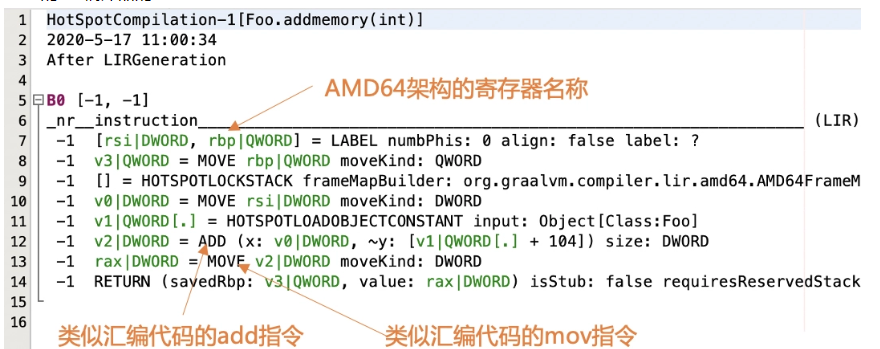 1 HotSpotCompilation-1[Foo.addmemory(int)]
2 2020-5-17 11:00:34
3 After LIRGeneration
4
AMD64架构的寄存器名称
5 B0 [-1, -1]
6 _nr__instruction______ (LIR)
7 -1 [rsi|DWORD, rbp|QWORD] = LABEL numbPhis: 0 align: false label: ?
8 -1 v3|QWORD = MOVE rbp|QWORD moveKind: QWORD
9 -1 [] = HOTSPOTLOCKSTACK frameMapBuilder: org.graalvm.compiler.lir.amd64.AMD64FrameM
10 -1 v0|DWORD = MOVE rsi|DWORD moveKind: DWORD
11 -1 v1|QWORD[.] = HOTSPOTLOADOBJECTCONSTANT input: Object[Class:Foo]
12 -1 v2|DWORD = ADD (x: v0|DWORD, ~y: [v1|QWORD[.] + 104]) size: DWORD
13 -1 rax|DWORD = MOVE v2|DWORD moveKind: DWORD
14 -1 RETURN (savedRbp: v3|QWORD, value: rax|DWORD) isStub: false requiresReservedStack
15
16
类似汇编代码的add指令 类似汇编代码的mov指令